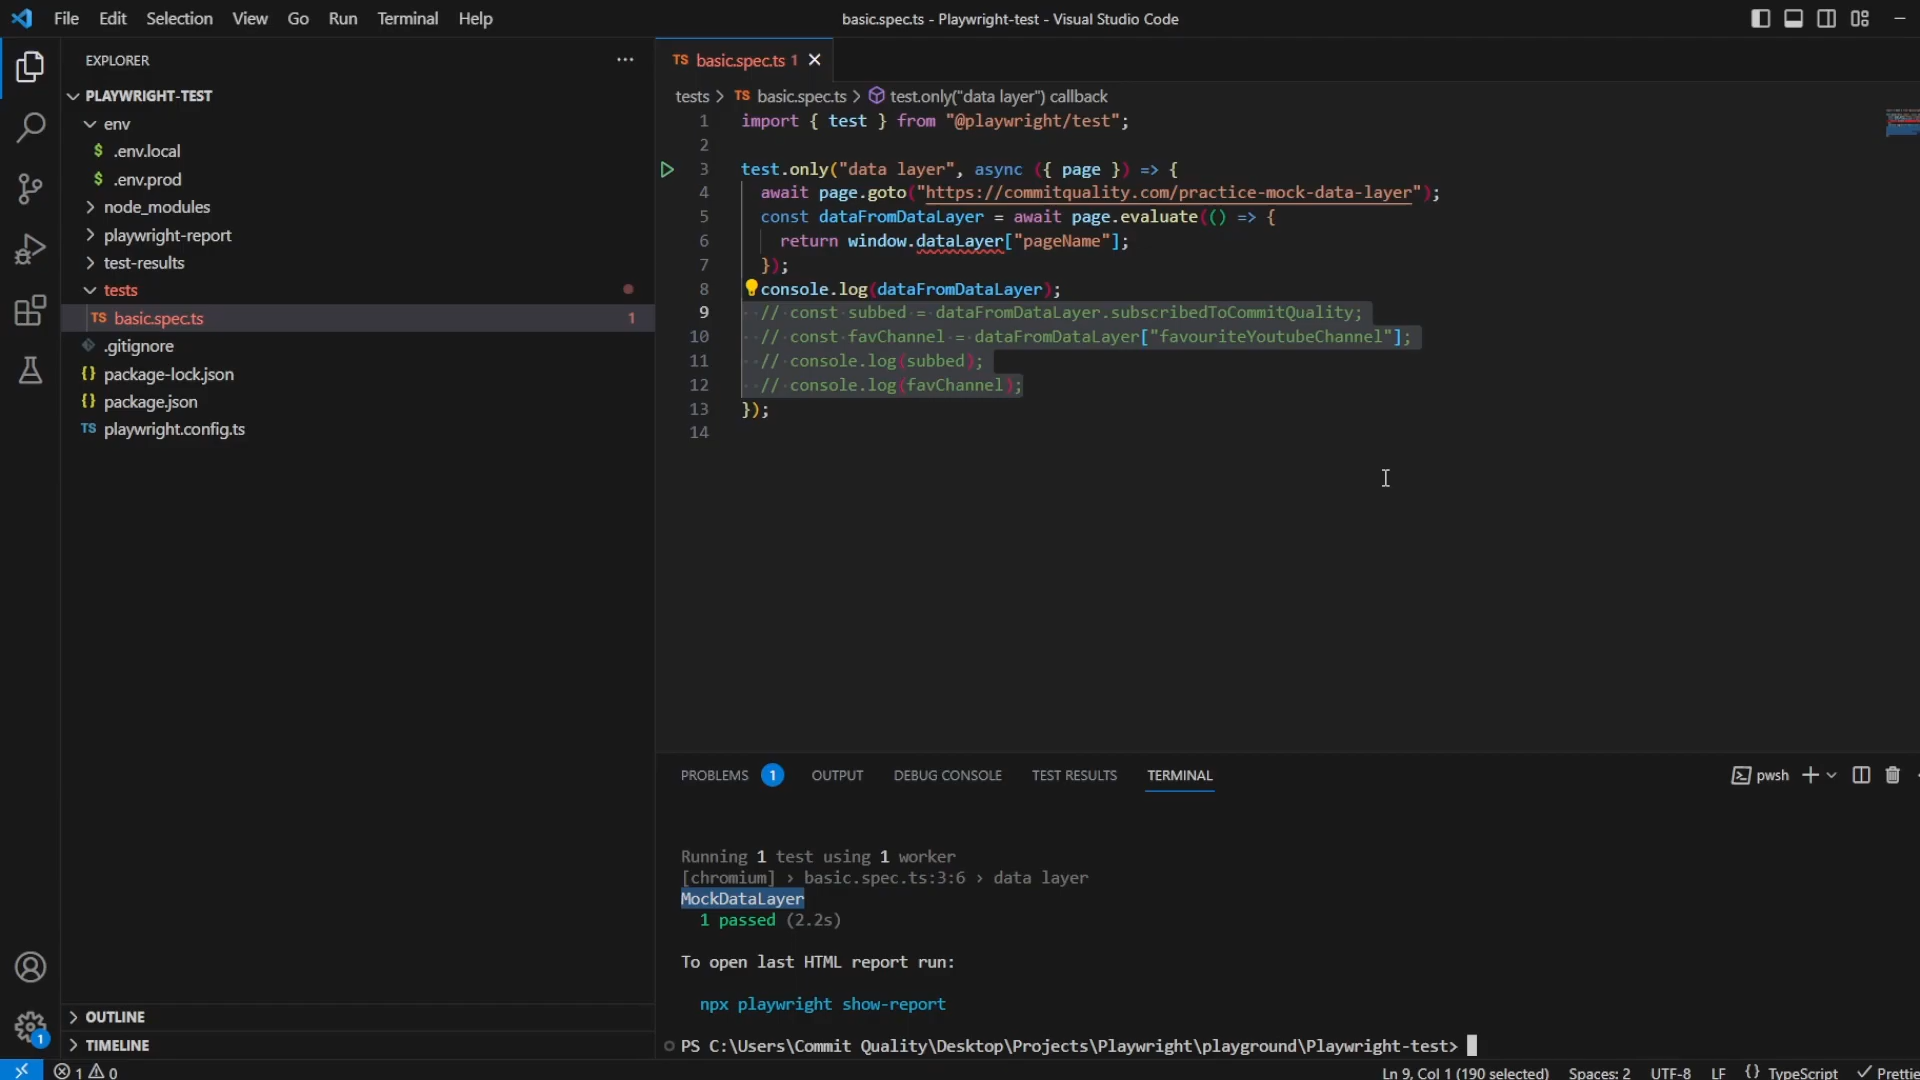 File Edit Selection View Go Run Terminal Help
basic.spec.ts - Playwright-test - Visual Studio Code
EXPLORER
PLAYWRIGHT-TEST
env
$ .env.local
$ .env.prod
node_modules
playwright-report
test-results
tests
TS basic.spec.ts 1
.gitignore
{} package-lock.json
{} package.json
TS playwright.config.ts
OUTLINE
TIMELINE
TS basic.spec.ts 1
tests > TS basic.spec.ts > test.only("data layer") callback
1 import { test } from "@playwright/test";
2
3 test.only("data layer", async ({ page }) => {
4 await page.goto("https://commitquality.com/practice-mock-data-layer");
5 const dataFromDataLayer = await page.evaluate(() => {
6 return window.dataLayer["pageName"];
7 });
8 console.log(dataFromDataLayer);
9 // const subbed = dataFromDataLayer.subscribedToCommitQuality;
10 // const favChannel = dataFromDataLayer["favouriteYoutubeChannel"];
11 // console.log(subbed);
12 // console.log(favChannel);
13 });
14
PROBLEMS 1 OUTPUT DEBUG CONSOLE TEST RESULTS TERMINAL
pwsh
Running 1 test using 1 worker
[chromium] › basic.spec.ts:3:6 › data layer
MockDataLayer
1 passed (2.2s)
To open last HTML report run:
npx playwright show-report
PS C:\Users\Commit Quality\Desktop\Projects\Playwright\playground\Playwright-test>
1
1 0
Ln 9, Col 1 (190 selected) Spaces: 2 UTF-8 LF {} TypeScript Prettie